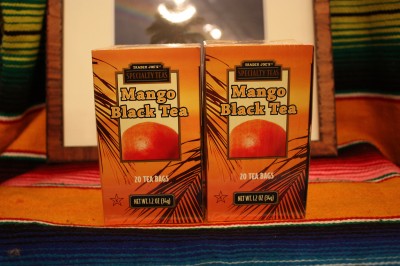 TRADER JOE'S
SPECIALTY TEAS
Mango
Black Tea
20 TEA BAGS
NET WT. 1.2 OZ (34g)
TRADER JOE'S
SPECIALTY TEAS
Mango
Black Tea
20 TEA BAGS
NET WT. 1.2 OZ (34g)